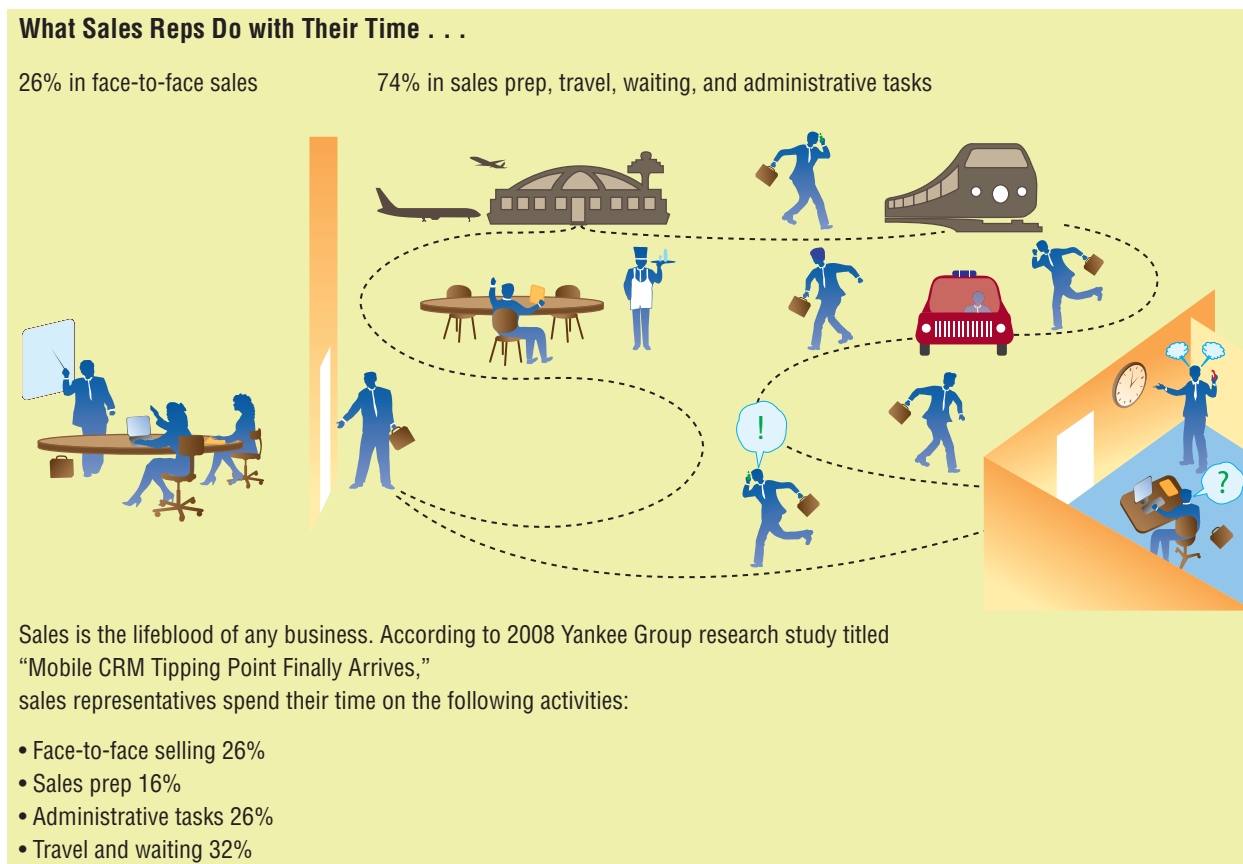 What Sales Reps Do with Their Time . . .
26% in face-to-face sales
74% in sales prep, travel, waiting, and administrative tasks
!
?
Sales is the lifeblood of any business. According to 2008 Yankee Group research study titled
“Mobile CRM Tipping Point Finally Arrives,”
sales representatives spend their time on the following activities:
• Face-to-face selling 26%
• Sales prep 16%
• Administrative tasks 26%
• Travel and waiting 32%